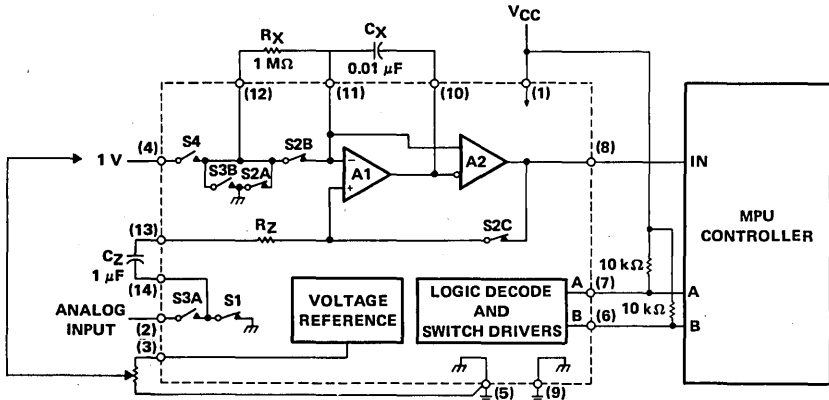 VCC
RX
1 MΩ
CX
0.01 µF
(12)
(11)
(10)
(1)
1 V
(4)
S4
S3B
S2A
S2B
−
A1
+
A2
(8)
IN
MPU
CONTROLLER
(13)
RZ
S2C
CZ
1 µF
(14)
S3A
S1
ANALOG
INPUT
(2)
(3)
VOLTAGE
REFERENCE
LOGIC DECODE
AND
SWITCH DRIVERS
A
(7)
B
(6)
10 kΩ
10 kΩ
A
B
(5)
(9)